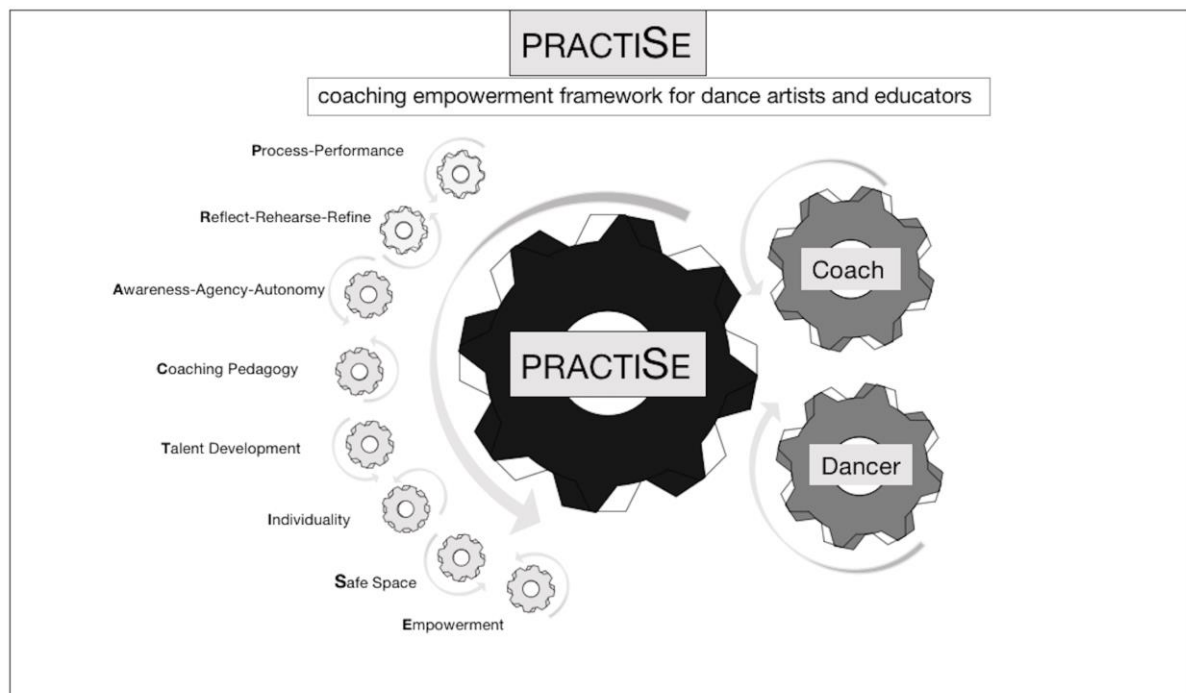 PRACTISE
coaching empowerment framework for dance artists and educators
Process-Performance
Reflect-Rehearse-Refine
Awareness-Agency-Autonomy
Coaching Pedagogy
Talent Development
Individuality
Safe Space
Empowerment
PRACTISE
Coach
Dancer